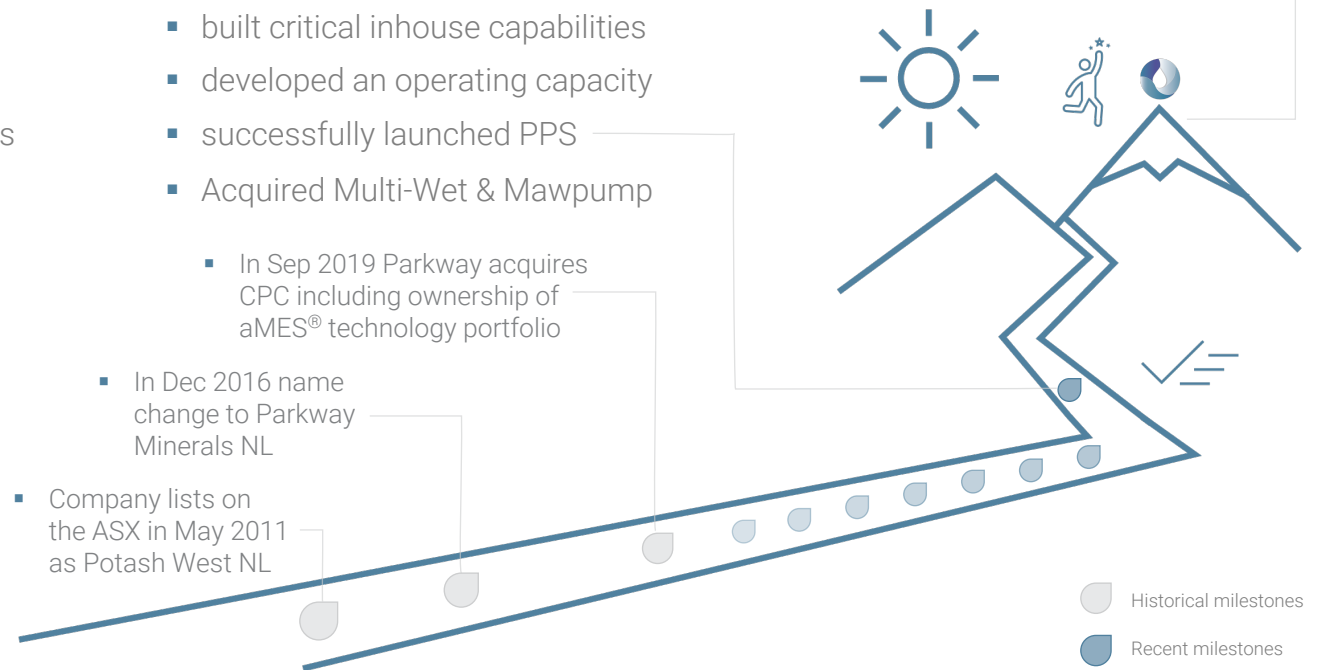 built critical inhouse capabilities
developed an operating capacity
s
successfully launched PPS
Acquired Multi-Wet & Mawpump
In Sep 2019 Parkway acquires
CPC including ownership of
aMES® technology portfolio
In Dec 2016 name
change to Parkway
Minerals NL
Company lists on
the ASX in May 2011
as Potash West NL
Historical milestones
Recent milestones